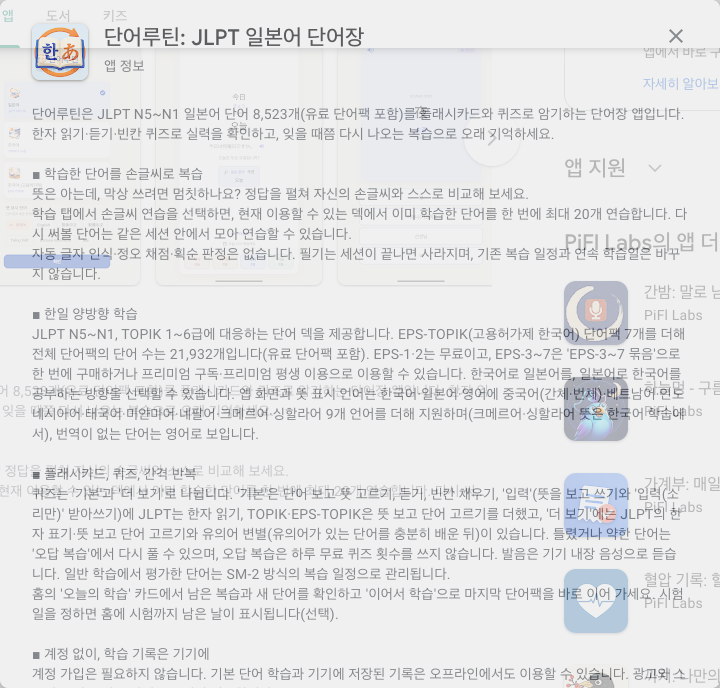 앱
도서
키즈
단어루틴: JLPT 일본어 단어장
앱 정보
단어루틴은 JLPT N5~N1 일본어 단어 8,523개(유료 단어팩 포함)를 플래시카드와 퀴즈로 암기하는 단어장 앱입니다.
한자 읽기·듣기·빈칸 퀴즈로 실력을 확인하고, 잊을 때쯤 다시 나오는 복습으로 오래 기억하세요.
■ 학습한 단어를 손글씨로 복습
뜻은 아는데, 막상 쓰려면 멈칫하나요? 정답을 펼쳐 자신의 손글씨와 스스로 비교해 보세요.
학습 탭에서 손글씨 연습을 선택하면, 현재 이용할 수 있는 덱에서 이미 학습한 단어를 한 번에 최대 20개 연습합니다. 다
시 써볼 단어는 같은 세션 안에서 모아 연습할 수 있습니다.
자동 글자 인식·정오 채점·획순 판정은 없습니다. 필기는 세션이 끝나면 사라지며, 기존 복습 일정과 연속 학습일은 바꾸
지 않습니다.
■ 한일 양방향 학습
JLPT N5~N1, TOPIK 1~6급에 대응하는 단어 덱을 제공합니다. EPS-TOPIK(고용허가제 한국어) 단어팩 7개를 더해
전체 단어팩의 단어 수는 21,932개입니다(유료 단어팩 포함). EPS-1·2는 무료이고, EPS-3~7은 'EPS-3~7 묶음'으로
한 번에 구매하거나 프리미엄 구독·프리미엄 평생 이용으로 이용할 수 있습니다. 한국어로 일본어를, 일본어로 한국어를
공부하는 방향을 선택할 수 있습니다. 앱 화면과 뜻 표시 언어는 한국어·일본어·영어에 중국어(간체·번체)·베트남어·인도
네시아어·태국어·미얀마어·네팔어·크메르어·싱할라어 9개 언어를 더해 지원하며(크메르어·싱할라어 뜻은 한국어 학습에
서), 번역이 없는 단어는 영어로 보입니다.
■ 플래시카드, 퀴즈, 간격 반복
퀴즈는 '기본'과 '더 보기'로 나뉩니다. '기본'은 단어 보고 뜻 고르기, 듣기, 빈칸 채우기, '입력'(뜻을 보고 쓰기)와 '입력(소
리만)' 받아쓰기)에 JLPT는 한자 읽기, TOPIK·EPS-TOPIK은 뜻 보고 단어 고르기를 더했고, '더 보기'에는 JLPT의 한
자 표기·뜻 보고 단어 고르기와 유의어 변별(유의어가 있는 단어를 충분히 배운 뒤)이 있습니다. 틀렸거나 약한 단어는
'오답 복습'에서 다시 풀 수 있으며, 오답 복습은 하루 무료 퀴즈 횟수를 쓰지 않습니다. 발음은 기기 내장 음성으로 듣습
니다. 일반 학습에서 평가한 단어는 SM-2 방식의 복습 일정으로 관리됩니다.
홈의 '오늘의 학습' 카드에서 남은 복습과 새 단어를 확인하고 '이어서 학습'으로 마지막 단어팩을 바로 이어 가세요. 시험
일을 정하면 홈에 시험까지 남은 날이 표시됩니다(선택).
■ 계정 없이, 학습 기록은 기기에
계정 가입은 필요하지 않습니다. 기본 단어 학습과 기기에 저장된 기록은 오프라인에서도 이용할 수 있습니다. 광고와 스
앱에서 바로 구
자세히 알아보
앱 지원
PiFI Labs의 앱 더
간밤: 말로 남
PiFI Labs
하늘멍 - 구름
PiFI Labs
가계부: 매일
PiFI Labs
혈압 기록: 혈
PiFI Labs